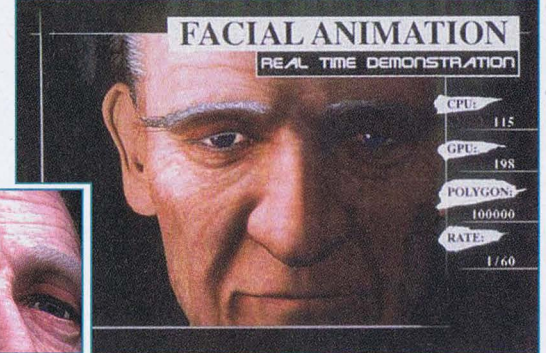 FACIAL ANIMATION
REAL TIME DEMONSTRATION
CPU:
115
GPU:
198
POLYGON:
100000
RATE:
1/60